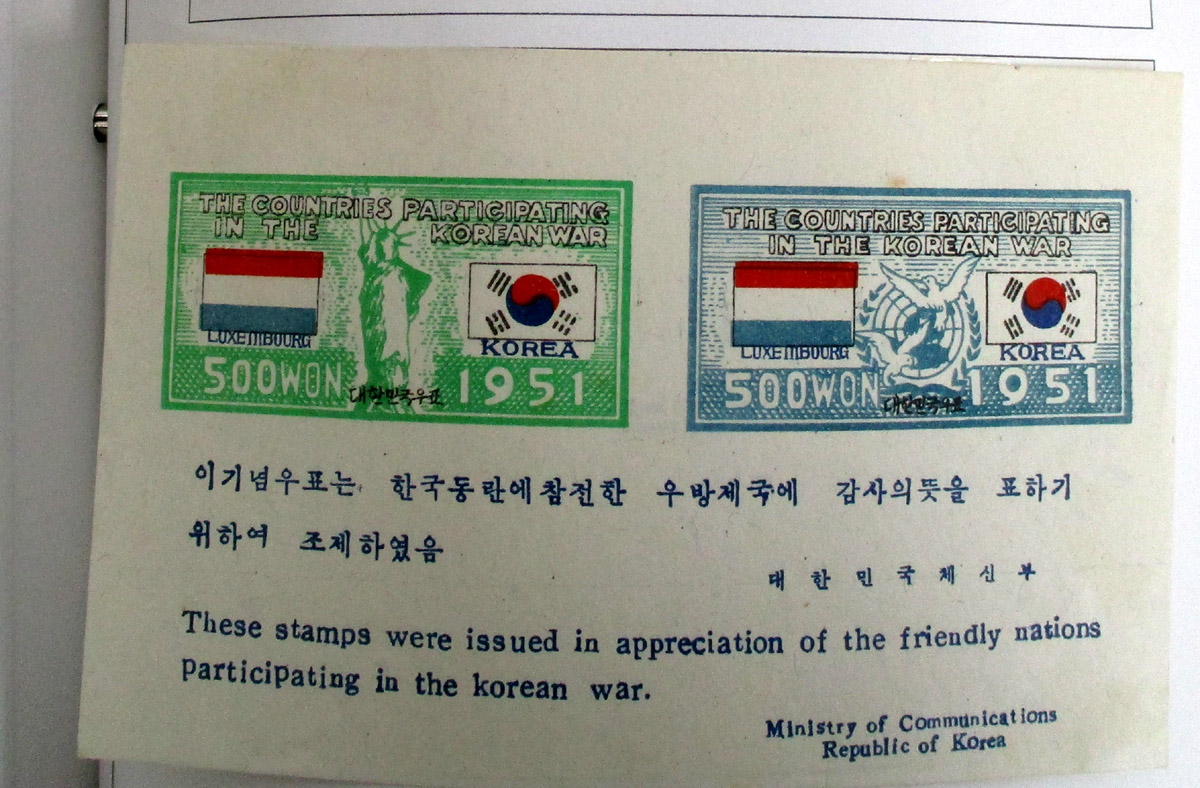 THE COUNTRIES PARTICIPATING
IN THE KOREAN WAR
LUXEMBOURG
KOREA
500WON
대한민국우표
1951
THE COUNTRIES PARTICIPATING
IN THE KOREAN WAR
LUXEMBOURG
KOREA
500WON
대한민국우표
1951
이기념우표는 한국동란에참전한 우방제국에 감사의뜻을 표하기
위하여 조제하였음
대한민국체신부
These stamps were issued in appreciation of the friendly nations
participating in the korean war.
Ministry of Communications
Republic of Korea